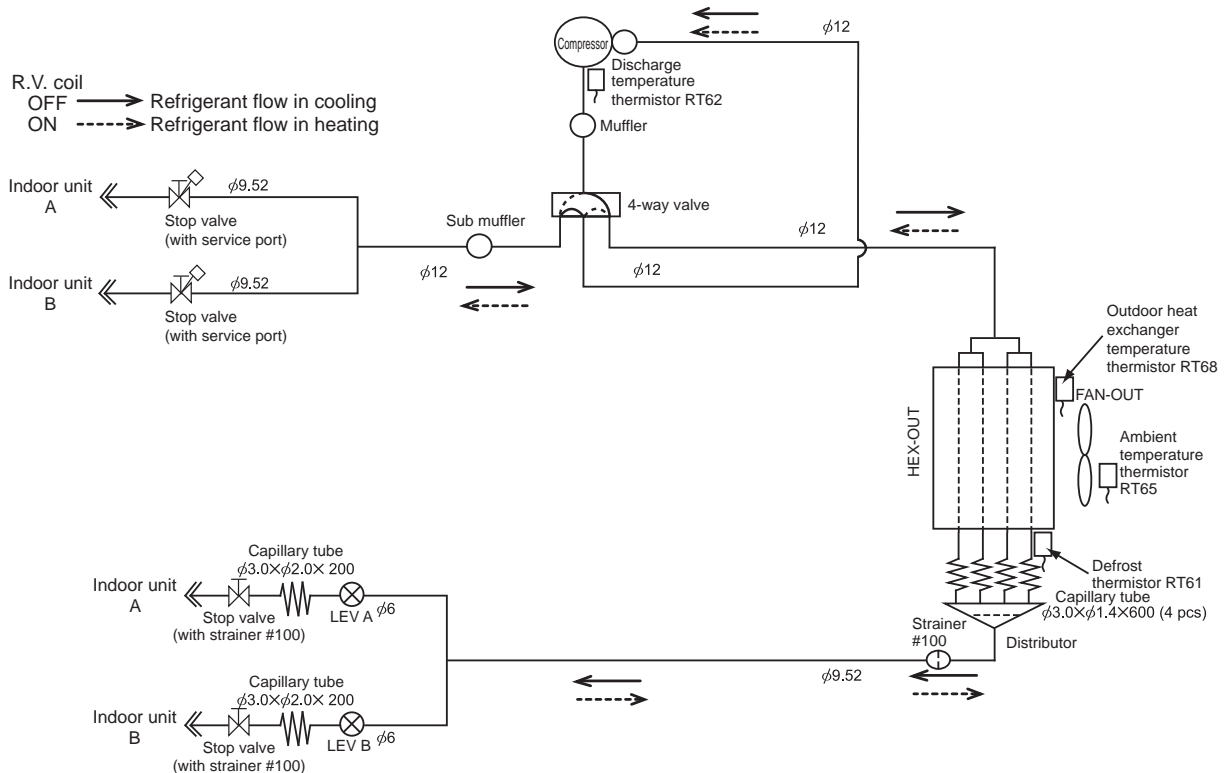 Compressor
ϕ12
Discharge
temperature
thermistor RT62
Muffler
R.V. coil
OFF Refrigerant flow in cooling
ON Refrigerant flow in heating
Indoor unit
A
ϕ9.52
Stop valve
(with service port)
Indoor unit
B
ϕ9.52
Stop valve
(with service port)
Sub muffler
ϕ12
4-way valve
ϕ12
ϕ12
Outdoor heat
exchanger
temperature
thermistor RT68
FAN-OUT
HEX-OUT
Ambient
temperature
thermistor
RT65
Defrost
thermistor RT61
Capillary tube
ϕ3.0×ϕ1.4×600 (4 pcs)
Distributor
Strainer
#100
ϕ9.52
Indoor unit
A
Capillary tube
ϕ3.0×ϕ2.0× 200
Stop valve
(with strainer #100)
LEV A
ϕ6
Indoor unit
B
Capillary tube
ϕ3.0×ϕ2.0× 200
Stop valve
(with strainer #100)
LEV B
ϕ6